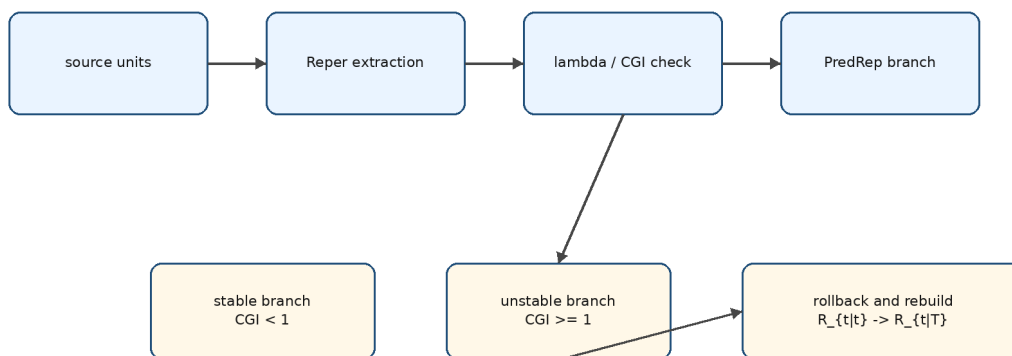 source units
Reper extraction
lambda / CGI check
PredRep branch
stable branch
CGI < 1
unstable branch
CGI >= 1
rollback and rebuild
R_{t|t} -> R_{t|T}